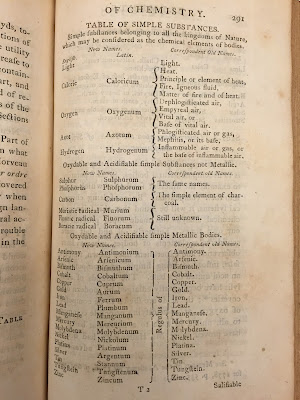 OF CHEMISTRY. 291
TABLE OF SIMPLE SUBSTANCES.
Simple substances belonging to all the kingdoms of Nature,
which may be considered as the chemical elements of bodies.
New Names. Correspondent old Names.
Latin.
Light Light.
Heat.
Caloric Caloricum Principle or element of heat.
Fire, Igneous fluid.
Matter of fire and of heat.
Dephlogisticated air.
Oxygen Oxygenum Empyreal air,
Vital air, or
Base of vital air.
Azot Azotum Phlogisticated air or gas,
Mephitis, or its base.
Hydrogen Hydrogenum Inflammable air or gas, or
the base of inflammable air.
Oxydable and Acidifiable simple Substances not Metallic.
New Names. Correspondent old Names.
Sulphur Sulphurum
Phosphorus Phosphorum The same names.
Carbon Carbonum The simple element of char-
coal.
Muriatic radical Murium
Fluoric radical Fluorum Still unknown.
Boracic radical Boracum
Oxydable and Acidifiable simple Metallic Bodies.
New Names. Correspondent old Names.
Regulus of
Antimony Antimonium Antimony.
Arsenic Arsenicum Arsenic.
Bismuth Bismuthum Bismuth.
Cobalt Cobaltum Cobalt.
Copper Cuprum Copper.
Gold Aurum Gold.
Iron Ferrum Iron.
Lead Plumbum Lead.
Manganese Manganum Manganese.
Mercury Mercurium Mercury.
Molybdena Molybdenum Molybdena.
Nickel Nickolum Nickel.
Platina Platinum Platina.
Silver Argentum Silver.
Tin Stannum Tin.
Tungstein Tungstenum Tungstein.
Zinc Zincum Zinc.
T 2 Salifiable